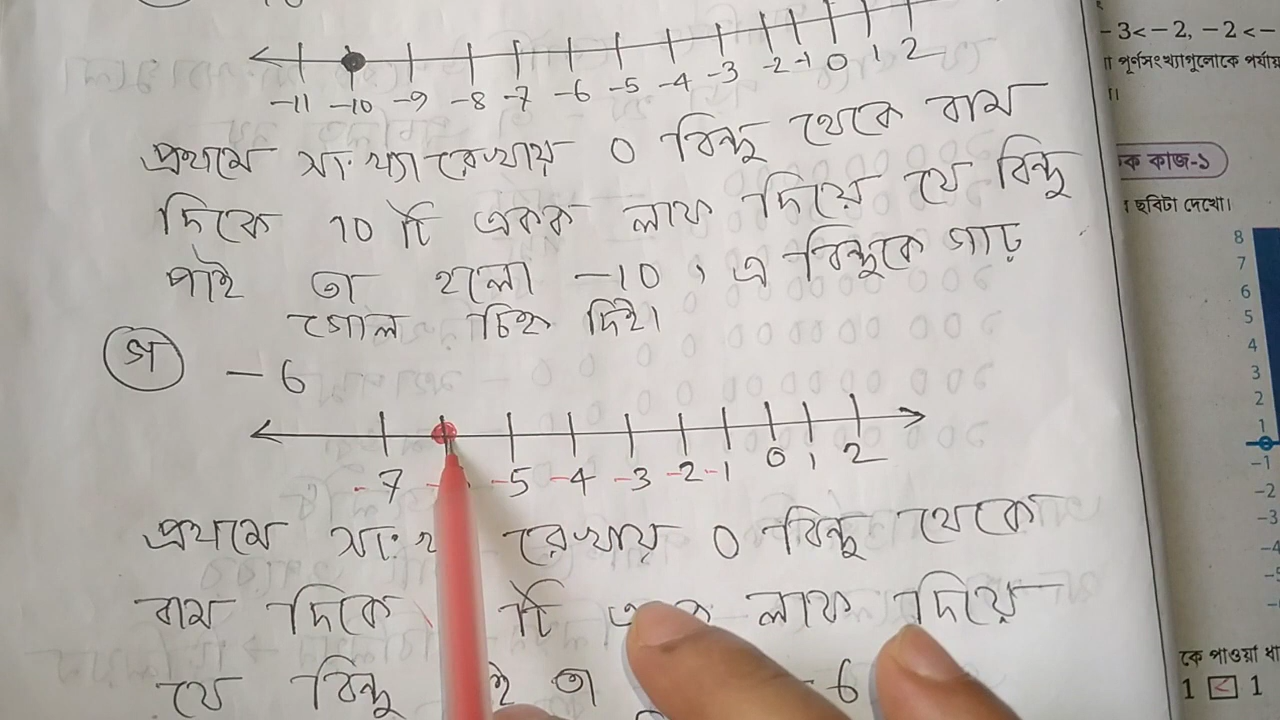 -11 -10 -9 -8 -7 -6 -5 -4 -3 -2 -1 0 1 2
প্রথমে সংখ্যারেখায় 0 বিন্দু থেকে বাম
দিকে 10 টি একক লাফ দিয়ে যে বিন্দু
পাই তা হলো -10, এ বিন্দুকে গাঢ়
গোল চিহ্ন দিই।
-6
-7 -5 -4 -3 -2 -1 0 1 2
প্রথমে রেখায় 0 বিন্দু থেকে
বাম দিকে টি লাফ দিয়ে
যে বিন্দু তা -6
-3<-2, -2<-
পূর্ণসংখ্যাগুলোকে
কাজ-১
ছবিটা দেখো।
8
7
6
5
4
3
2
1
-1
-2
-3
-4
কে পাওয়া
1 < 1